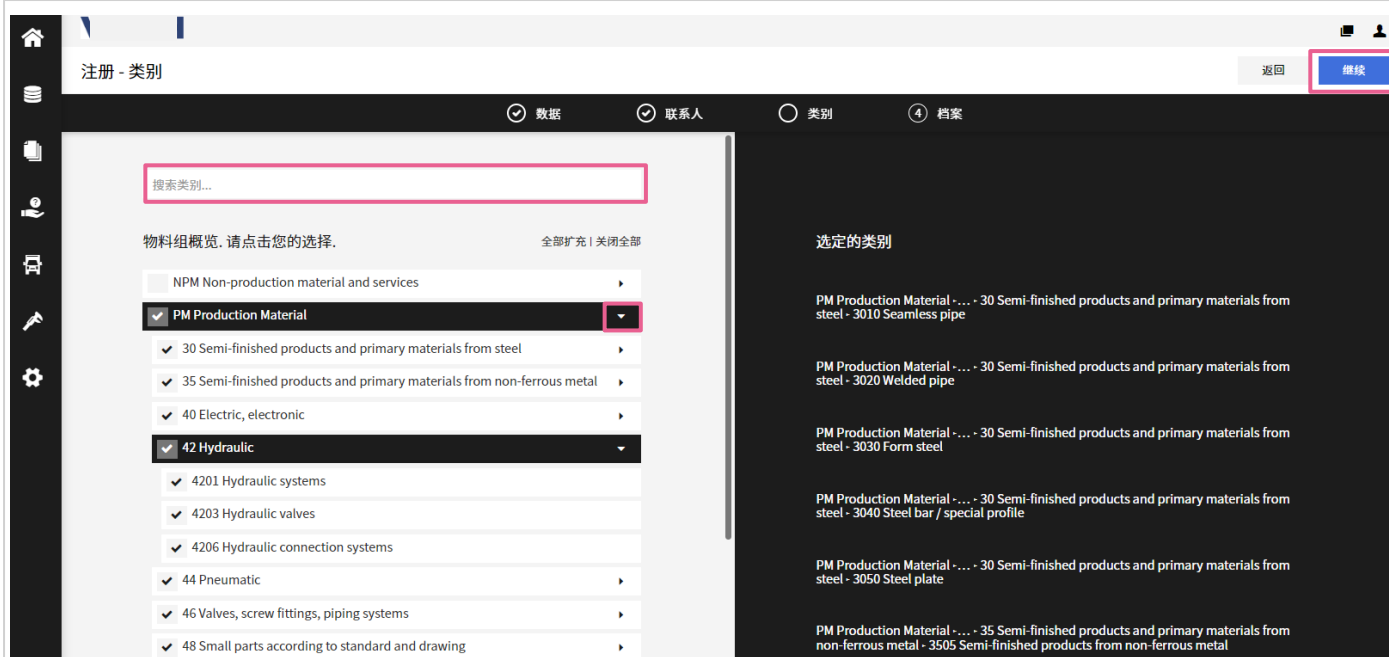 注册 - 类别
返回
继续
数据
联系人
类别
4 档案
搜索类别...
物料组概览. 请点击您的选择.
全部扩充 | 关闭全部
NPM Non-production material and services
PM Production Material
30 Semi-finished products and primary materials from steel
35 Semi-finished products and primary materials from non-ferrous metal
40 Electric, electronic
42 Hydraulic
4201 Hydraulic systems
4203 Hydraulic valves
4206 Hydraulic connection systems
44 Pneumatic
46 Valves, screw fittings, piping systems
48 Small parts according to standard and drawing
选定的类别
PM Production Material ‣ ... ‣ 30 Semi-finished products and primary materials from
steel ‣ 3010 Seamless pipe
PM Production Material ‣ ... ‣ 30 Semi-finished products and primary materials from
steel ‣ 3020 Welded pipe
PM Production Material ‣ ... ‣ 30 Semi-finished products and primary materials from
steel ‣ 3030 Form steel
PM Production Material ‣ ... ‣ 30 Semi-finished products and primary materials from
steel ‣ 3040 Steel bar / special profile
PM Production Material ‣ ... ‣ 30 Semi-finished products and primary materials from
steel ‣ 3050 Steel plate
PM Production Material ‣ ... ‣ 35 Semi-finished products and primary materials from
non-ferrous metal ‣ 3505 Semi-finished products from non-ferrous metal